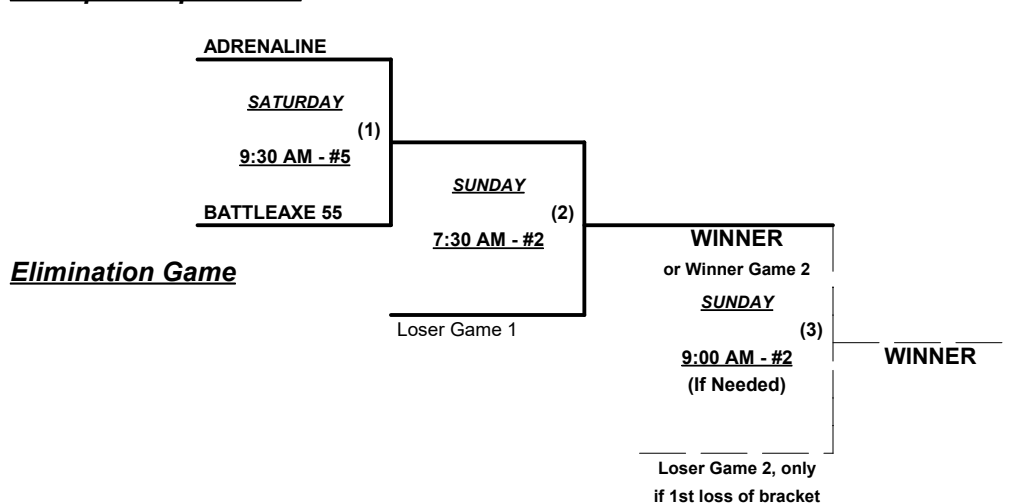 ADRENALINE
SATURDAY
(1)
9:30 AM - #5
BATTLEAXE 55
SUNDAY
(2)
7:30 AM - #2
WINNER
or Winner Game 2
Elimination Game
SUNDAY
Loser Game 1
(3)
9:00 AM - #2
WINNER
(If Needed)
Loser Game 2, only
if 1st loss of bracket